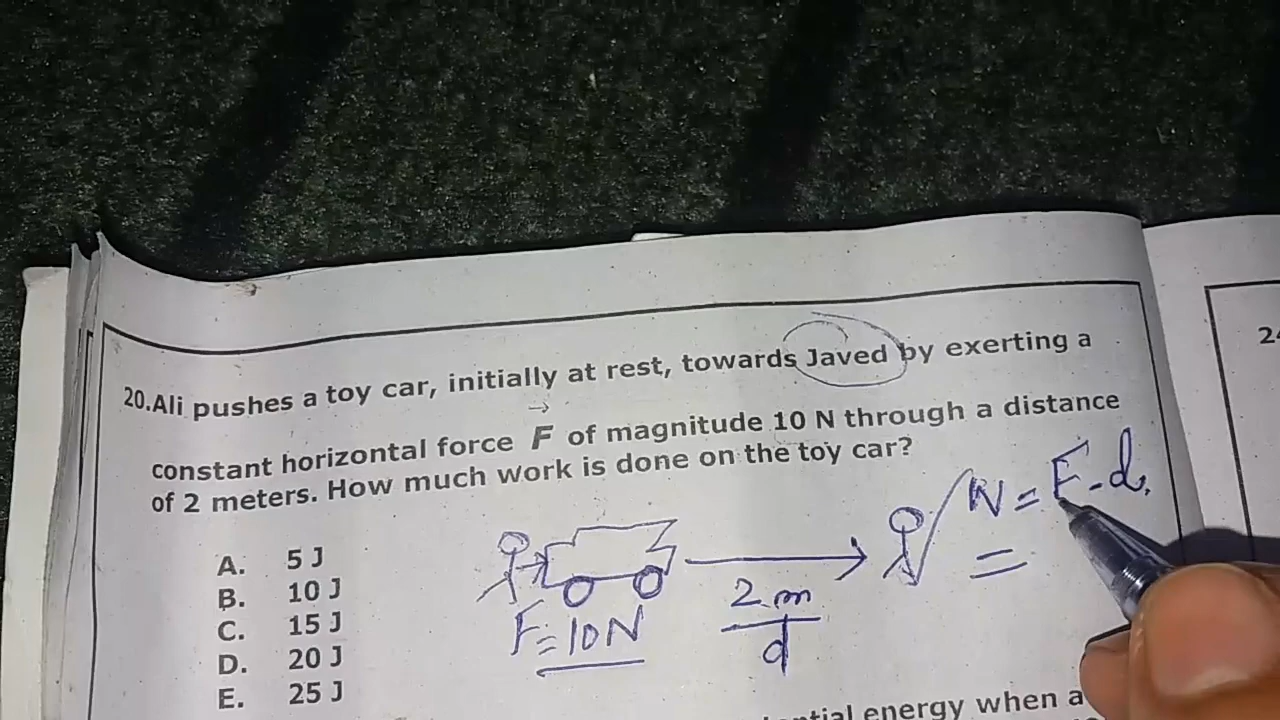 20.Ali pushes a toy car, initially at rest, towards Javed by exerting a
constant horizontal force F of magnitude 10 N through a distance
of 2 meters. How much work is done on the toy car?
A. 5 J
B. 10 J
C. 15 J
D. 20 J
E. 25 J
F=10N
2m
d
W = F.d.
=
energy when a